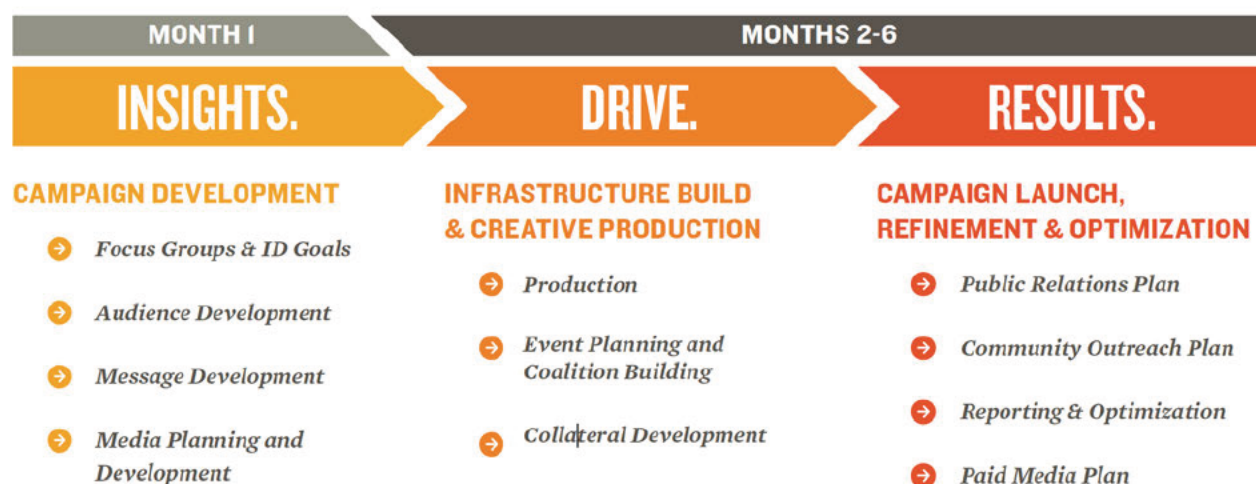 MONTH 1
MONTHS 2-6
INSIGHTS.
DRIVE.
RESULTS.
CAMPAIGN DEVELOPMENT
Focus Groups & ID Goals
Audience Development
Message Development
Media Planning and
Development
INFRASTRUCTURE BUILD
& CREATIVE PRODUCTION
Production
Event Planning and
Coalition Building
Collateral Development
CAMPAIGN LAUNCH,
REFINEMENT & OPTIMIZATION
Public Relations Plan
Community Outreach Plan
Reporting & Optimization
Paid Media Plan